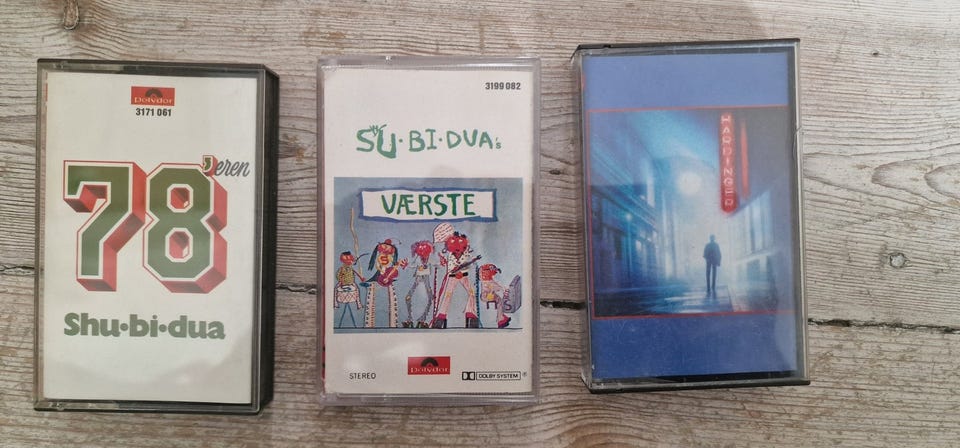 Polydor
3171 061
78'eren
Shu·bi·dua
3199 082
SU·BI·DUA's
VÆRSTE
STEREO
Polydor
DOLBY SYSTEM ®
HARDINGER